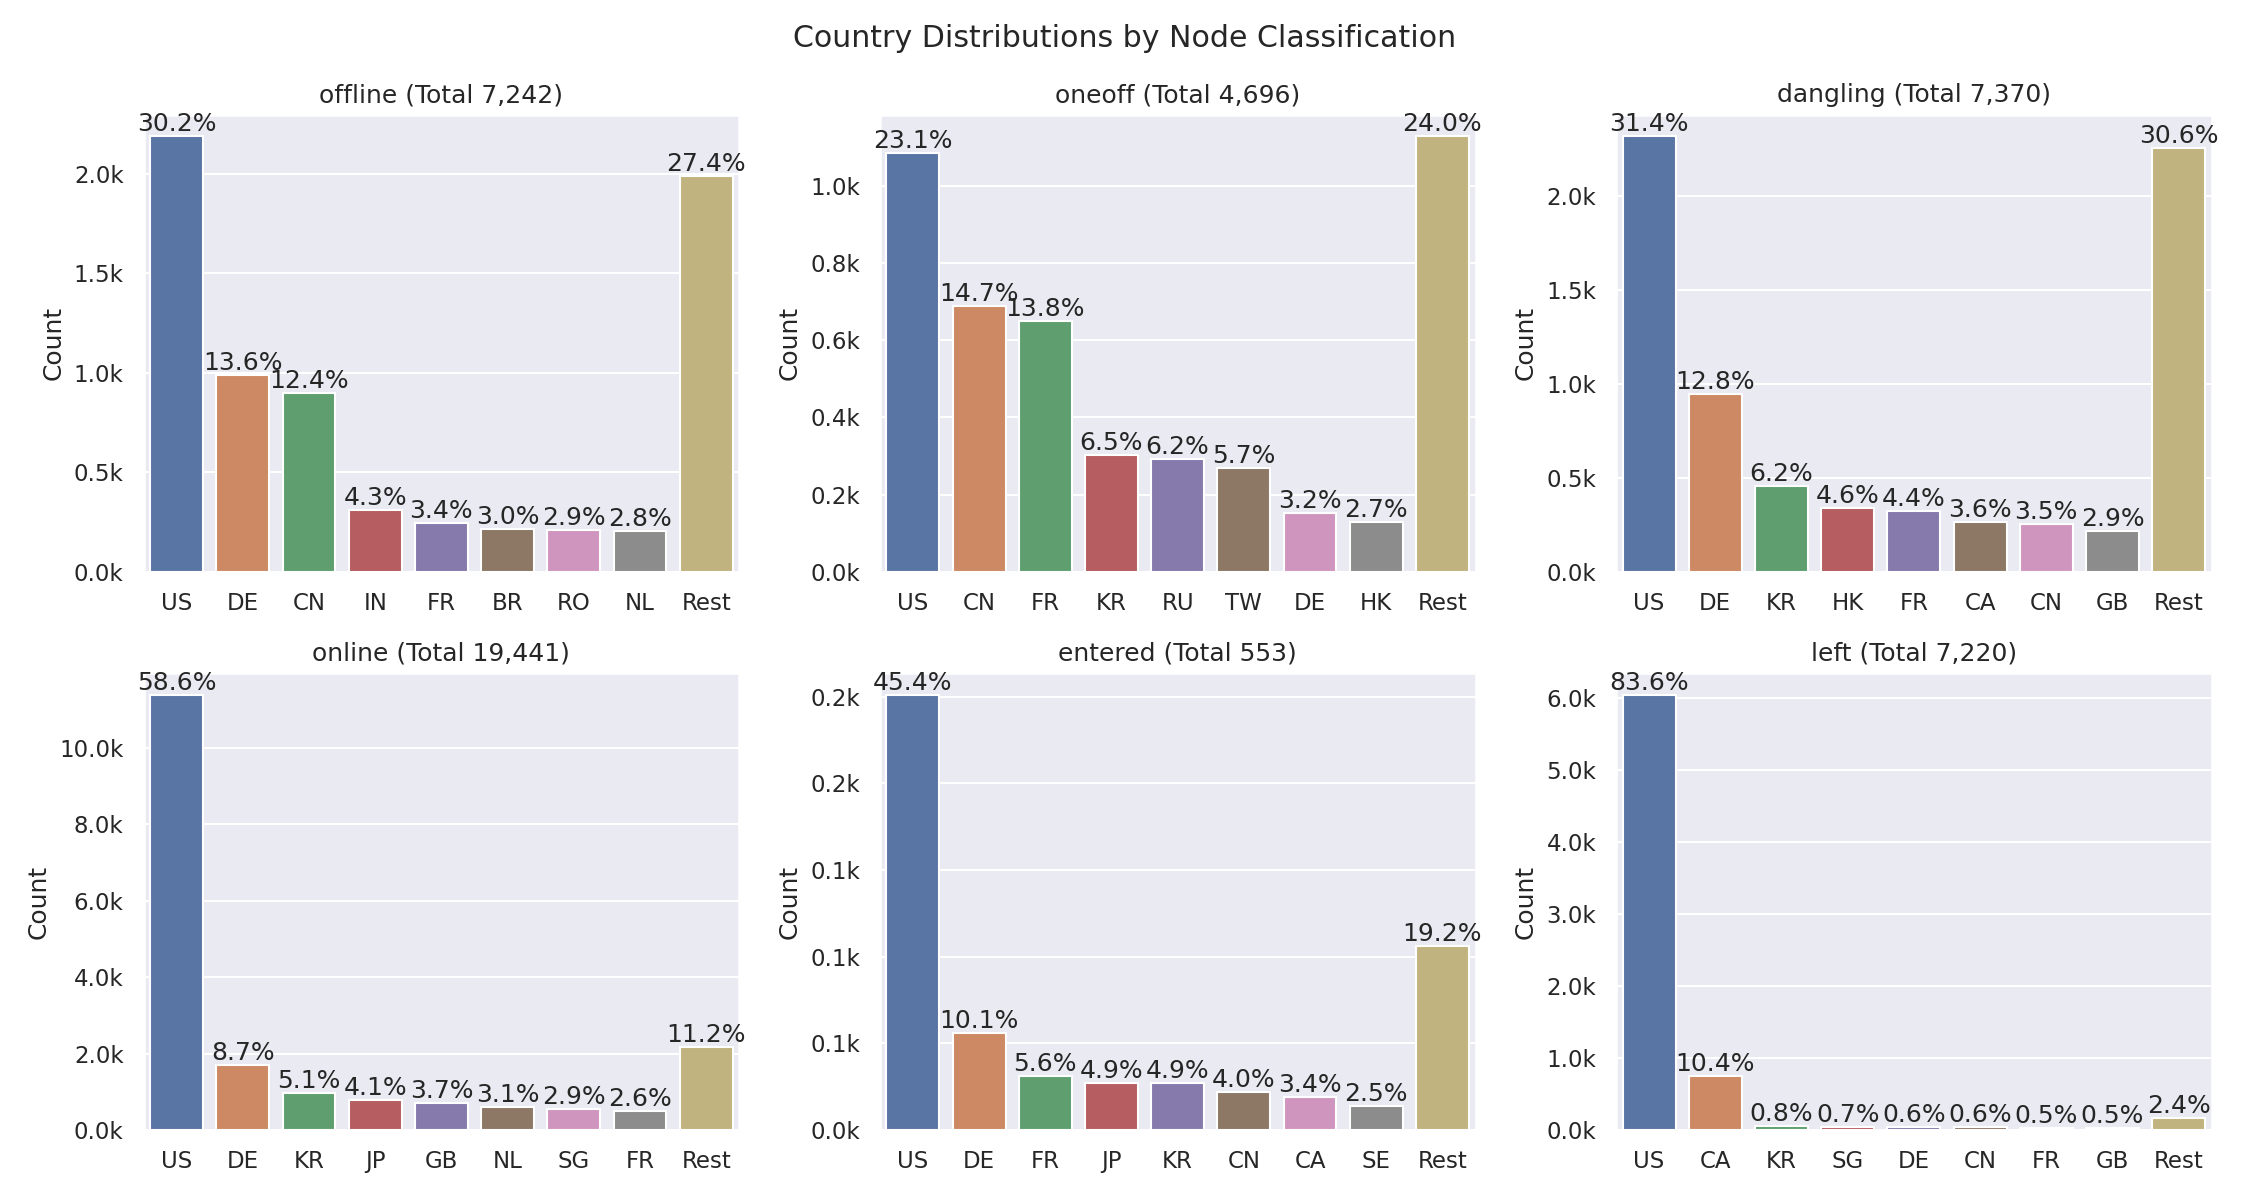 Country Distributions by Node Classification
offline (Total 7,242)
Count
2.0k
1.5k
1.0k
0.5k
0.0k
30.2%
13.6%
12.4%
4.3%
3.4%
3.0%
2.9%
2.8%
27.4%
US DE CN IN FR BR RO NL Rest
oneoff (Total 4,696)
Count
1.0k
0.8k
0.6k
0.4k
0.2k
0.0k
23.1%
14.7%
13.8%
6.5%
6.2%
5.7%
3.2%
2.7%
24.0%
US CN FR KR RU TW DE HK Rest
dangling (Total 7,370)
Count
2.0k
1.5k
1.0k
0.5k
0.0k
31.4%
12.8%
6.2%
4.6%
4.4%
3.6%
3.5%
2.9%
30.6%
US DE KR HK FR CA CN GB Rest
online (Total 19,441)
Count
10.0k
8.0k
6.0k
4.0k
2.0k
0.0k
58.6%
8.7%
5.1%
4.1%
3.7%
3.1%
2.9%
2.6%
11.2%
US DE KR JP GB NL SG FR Rest
entered (Total 553)
Count
0.2k
0.2k
0.1k
0.1k
0.1k
0.0k
45.4%
10.1%
5.6%
4.9%
4.9%
4.0%
3.4%
2.5%
19.2%
US DE FR JP KR CN CA SE Rest
left (Total 7,220)
Count
6.0k
5.0k
4.0k
3.0k
2.0k
1.0k
0.0k
83.6%
10.4%
0.8%
0.7%
0.6%
0.6%
0.5%
0.5%
2.4%
US CA KR SG DE CN FR GB Rest